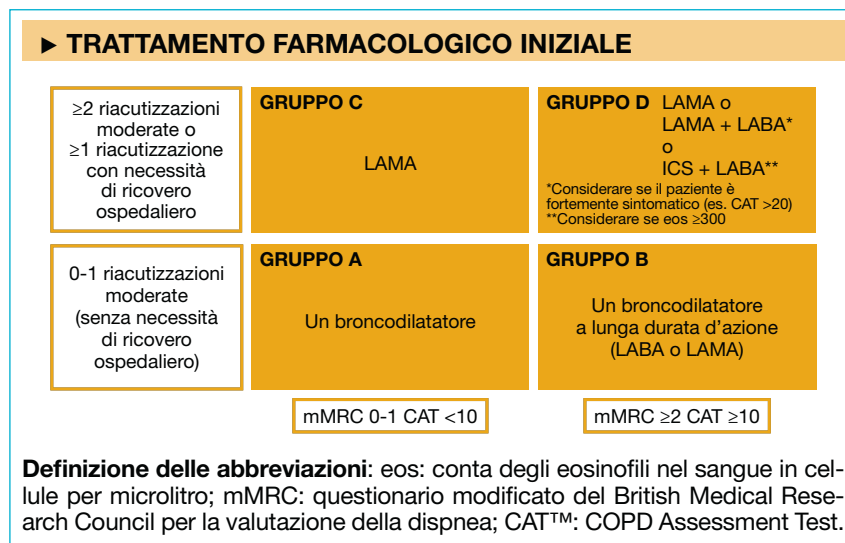 ► TRATTAMENTO FARMACOLOGICO INIZIALE
≥2 riacutizzazioni
moderate o
≥1 riacutizzazione
con necessità
di ricovero
ospedaliero
GRUPPO C
LAMA
GRUPPO D LAMA o
LAMA + LABA*
o
ICS + LABA**
*Considerare se il paziente è
fortemente sintomatico (es. CAT >20)
**Considerare se eos ≥300
0-1 riacutizzazioni
moderate
(senza necessità
di ricovero
ospedaliero)
GRUPPO A
Un broncodilatatore
GRUPPO B
Un broncodilatatore
a lunga durata d'azione
(LABA o LAMA)
mMRC 0-1 CAT <10
mMRC ≥2 CAT ≥10
Definizione delle abbreviazioni: eos: conta degli eosinofili nel sangue in cel-
lule per microlitro; mMRC: questionario modificato del British Medical Rese-
arch Council per la valutazione della dispnea; CAT™: COPD Assessment Test.